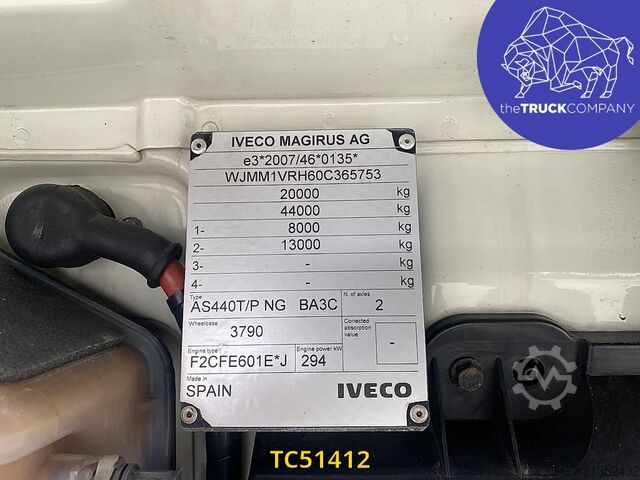 theTRUCKCOMPANY
IVECO MAGIRUS AG
e3*2007/46*0135*
WJMM1VRH60C365753
20000 kg
44000 kg
1- 8000 kg
2- 13000 kg
3- - kg
4- - kg
Type N. of axles
AS440T/P NG BA3C 2
Wheelbase Corrected absorption value
3790 -
Engine type Engine power kW
F2CFE601E*J 294
Made in
SPAIN IVECO
TC51412